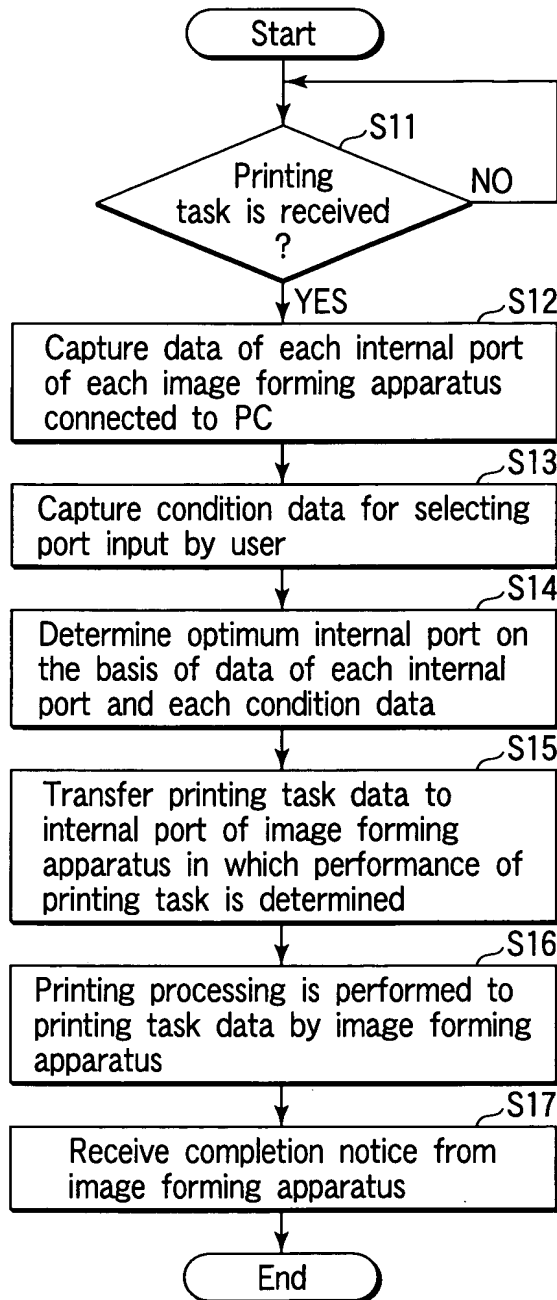 Start
S11
Printing
task is received
?
NO
YES
S12
Capture data of each internal port
of each image forming apparatus
connected to PC
S13
Capture condition data for selecting
port input by user
S14
Determine optimum internal port on
the basis of data of each internal
port and each condition data
S15
Transfer printing task data to
internal port of image forming
apparatus in which performance of
printing task is determined
S16
Printing processing is performed to
printing task data by image forming
apparatus
S17
Receive completion notice from
image forming apparatus
End